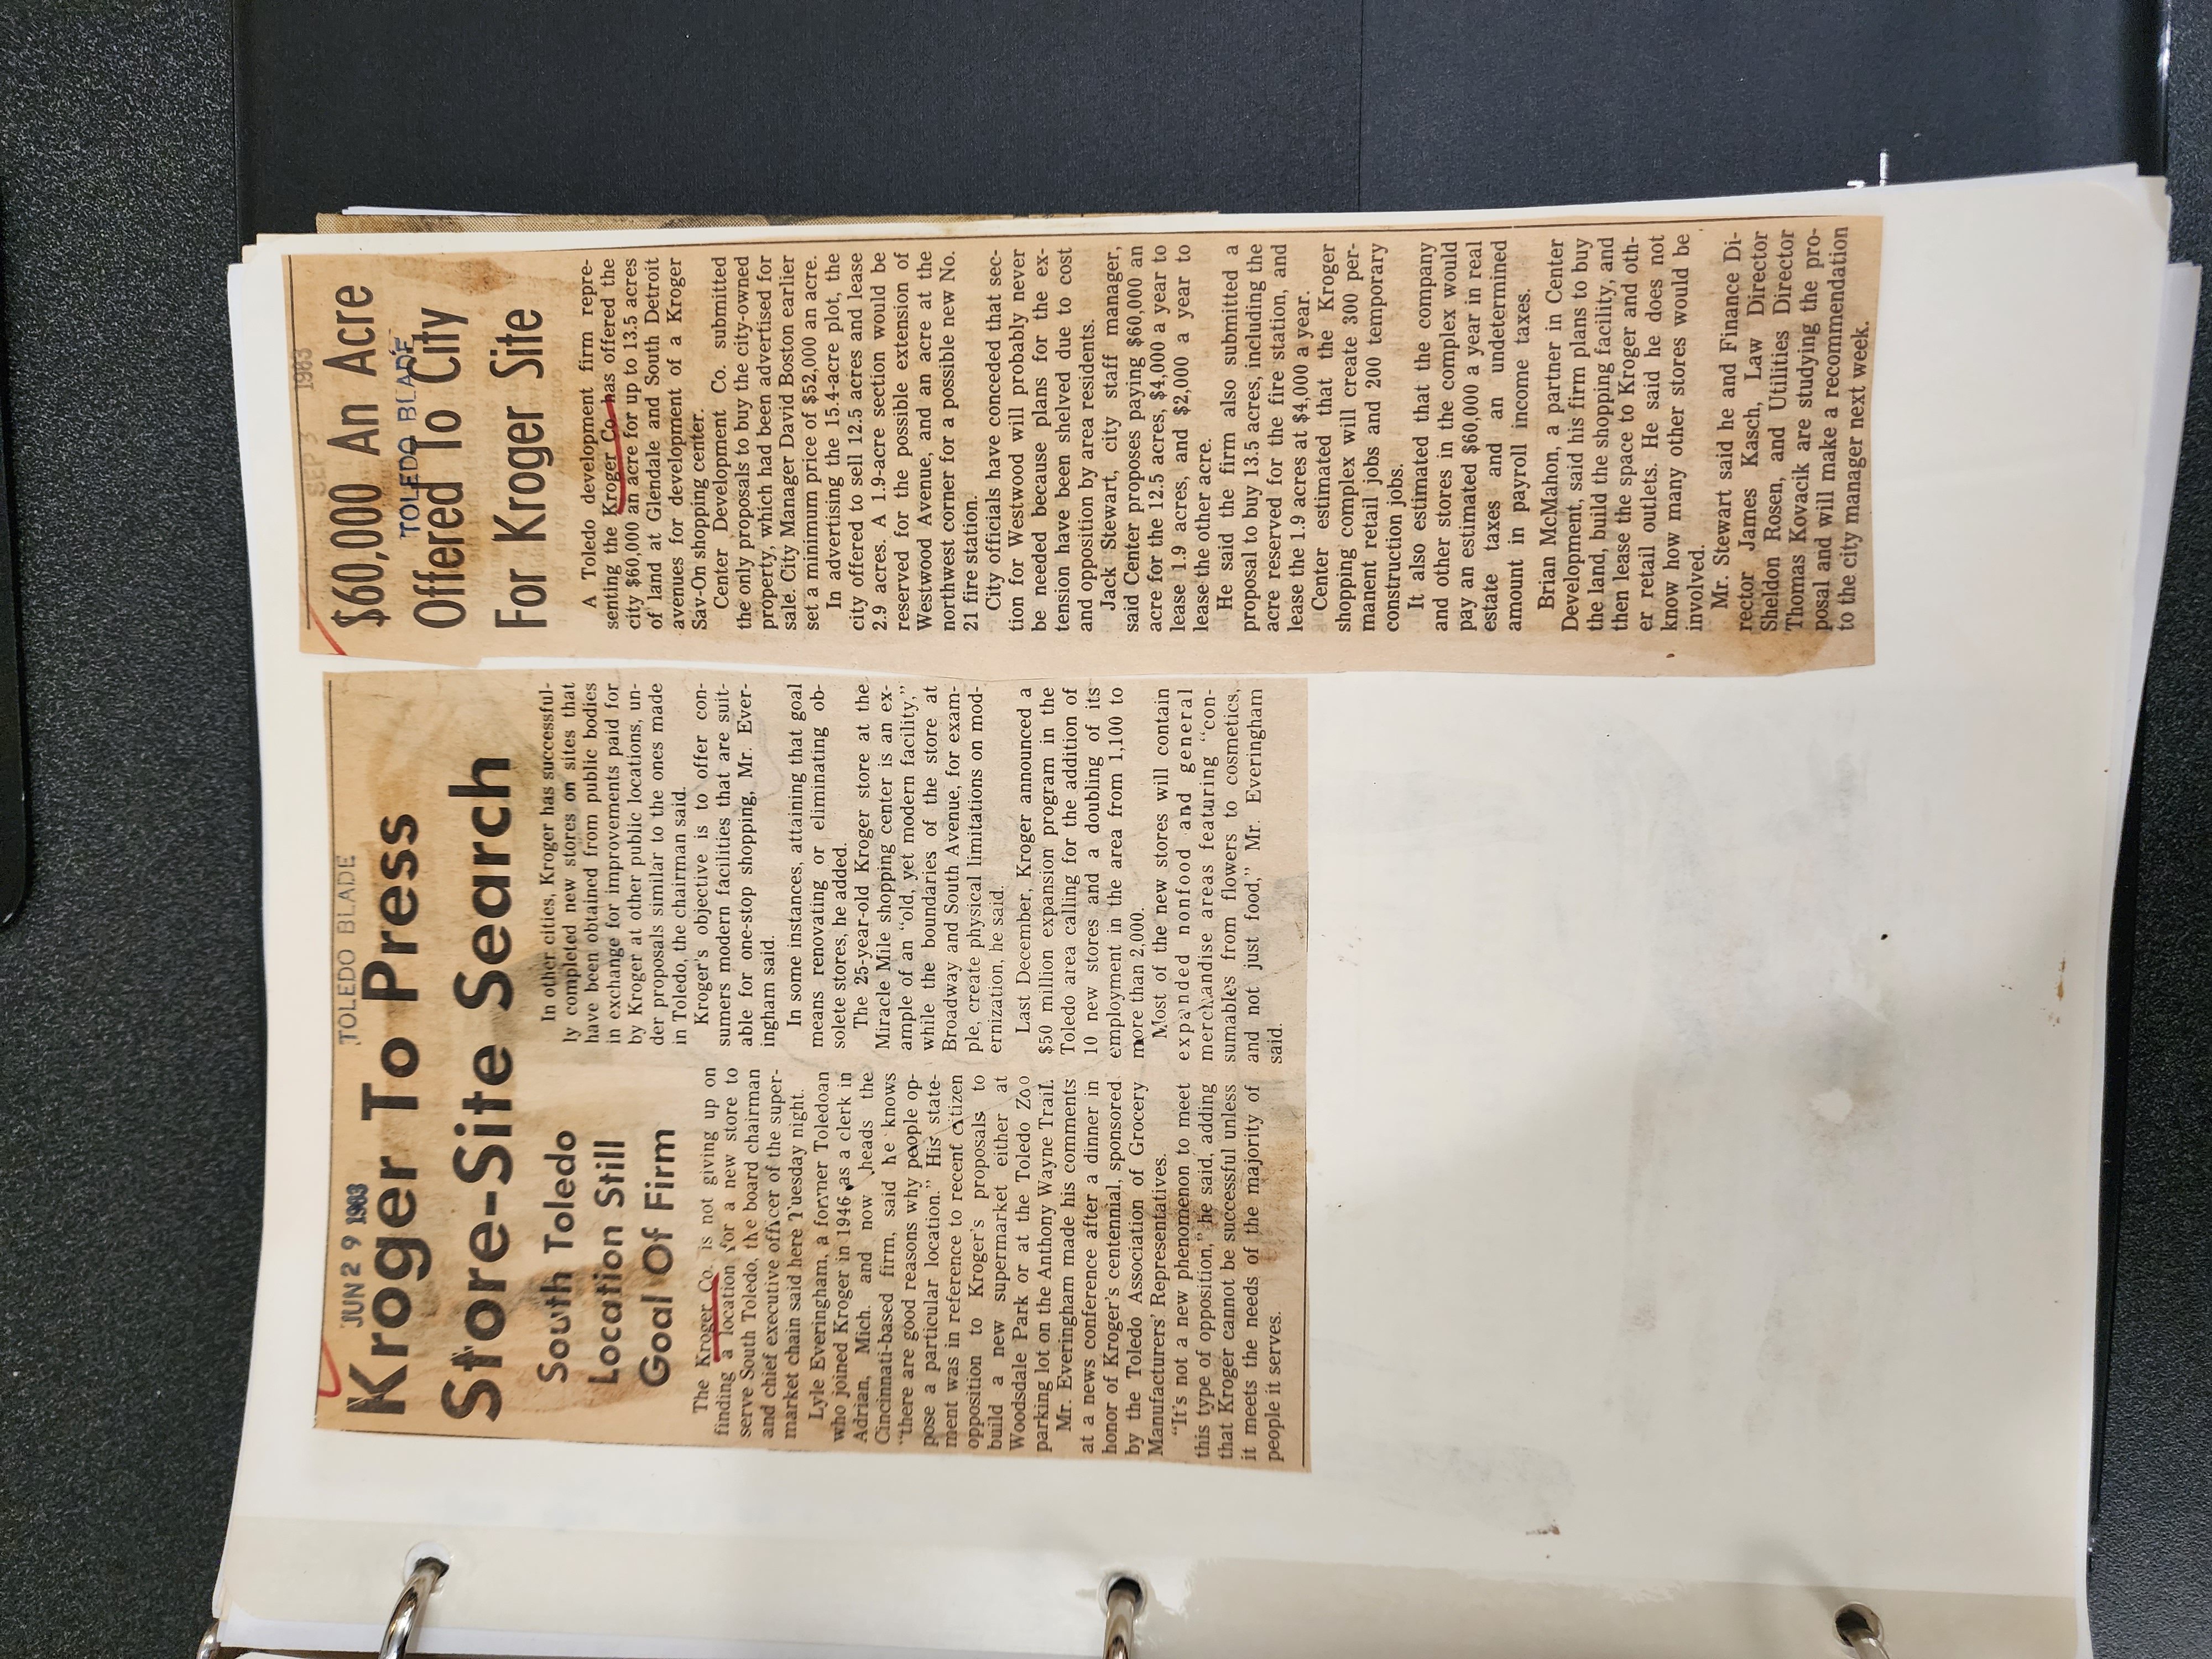 JUN 29 1983
TOLEDO BLADE
Kroger To Press
Store-Site Search
South Toledo
Location Still
Goal Of Firm
The Kroger Co. is not giving up on
finding a location for a new store to
serve South Toledo, the board chairman
and chief executive officer of the super-
market chain said here Tuesday night.
Lyle Everingham, a former Toledoan
who joined Kroger in 1946 as a clerk in
Adrian, Mich. and now heads the
Cincinnati-based firm, said he knows
"there are good reasons why people op-
pose a particular location." His state-
ment was in reference to recent citizen
opposition to Kroger's proposals to
build a new supermarket either at
Woodsdale Park or at the Toledo Zoo
parking lot on the Anthony Wayne Trail.
Mr. Everingham made his comments
at a news conference after a dinner in
honor of Kroger's centennial, sponsored
by the Toledo Association of Grocery
Manufacturers' Representatives.
"It's not a new phenomenon to meet
this type of opposition," he said, adding
that Kroger cannot be successful unless
it meets the needs of the majority of
people it serves.
In other cities, Kroger has successful-
ly completed new stores on sites that
have been obtained from public bodies
in exchange for improvements paid for
by Kroger at other public locations, un-
der proposals similar to the ones made
in Toledo, the chairman said.
Kroger's objective is to offer con-
sumers modern facilities that are suit-
able for one-stop shopping, Mr. Ever-
ingham said.
In some instances, attaining that goal
means renovating or eliminating ob-
solete stores, he added.
The 25-year-old Kroger store at the
Miracle Mile shopping center is an ex-
ample of an "old, yet modern facility,"
while the boundaries of the store at
Broadway and South Avenue, for exam-
ple, create physical limitations on mod-
ernization, he said.
Last December, Kroger announced a
$50 million expansion program in the
Toledo area calling for the addition of
10 new stores and a doubling of its
employment in the area from 1,100 to
more than 2,000.
Most of the new stores will contain
expanded nonfood and general
merchandise areas featuring "con-
sumables from flowers to cosmetics,
and not just food," Mr. Everingham
said.
SEP 3 1983
$60,000 An Acre
TOLEDO BLADE
Offered To City
For Kroger Site
A Toledo development firm repre-
senting the Kroger Co. has offered the
city $60,000 an acre for up to 13.5 acres
of land at Glendale and South Detroit
avenues for development of a Kroger
Sav-On shopping center.
Center Development Co. submitted
the only proposals to buy the city-owned
property, which had been advertised for
sale. City Manager David Boston earlier
set a minimum price of $52,000 an acre.
In advertising the 15.4-acre plot, the
city offered to sell 12.5 acres and lease
2.9 acres. A 1.9-acre section would be
reserved for the possible extension of
Westwood Avenue, and an acre at the
northwest corner for a possible new No.
21 fire station.
City officials have conceded that sec-
tion for Westwood will probably never
be needed because plans for the ex-
tension have been shelved due to cost
and opposition by area residents.
Jack Stewart, city staff manager,
said Center proposes paying $60,000 an
acre for the 12.5 acres, $4,000 a year to
lease 1.9 acres, and $2,000 a year to
lease the other acre.
He said the firm also submitted a
proposal to buy 13.5 acres, including the
acre reserved for the fire station, and
lease the 1.9 acres at $4,000 a year.
Center estimated that the Kroger
shopping complex will create 300 per-
manent retail jobs and 200 temporary
construction jobs.
It also estimated that the company
and other stores in the complex would
pay an estimated $60,000 a year in real
estate taxes and an undetermined
amount in payroll income taxes.
Brian McMahon, a partner in Center
Development, said his firm plans to buy
the land, build the shopping facility, and
then lease the space to Kroger and oth-
er retail outlets. He said he does not
know how many other stores would be
involved.
Mr. Stewart said he and Finance Di-
rector James Kasch, Law Director
Sheldon Rosen, and Utilities Director
Thomas Kovacik are studying the pro-
posal and will make a recommendation
to the city manager next week.